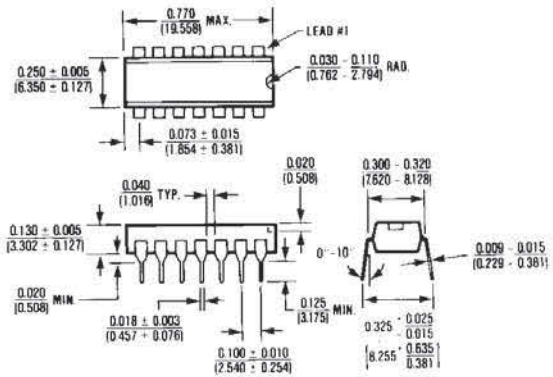 0.770
(19.558) MAX.
LEAD #1
0.250 ± 0.005
(6.350 ± 0.127)
0.030 - 0.110
(0.762 - 2.794) RAD.
0.073 ± 0.015
(1.854 ± 0.381)
0.040
(1.016) TYP.
0.020
(0.508)
0.300 - 0.320
(7.620 - 8.128)
0.130 ± 0.005
(3.302 ± 0.127)
0°-10°
0.009 - 0.015
(0.229 - 0.381)
0.020
(0.508) MIN.
0.125
(3.175) MIN.
0.018 ± 0.003
(0.457 ± 0.076)
0.100 ± 0.010
(2.540 ± 0.254)
0.325 + 0.025
- 0.015
(8.255 + 0.635
0.381)